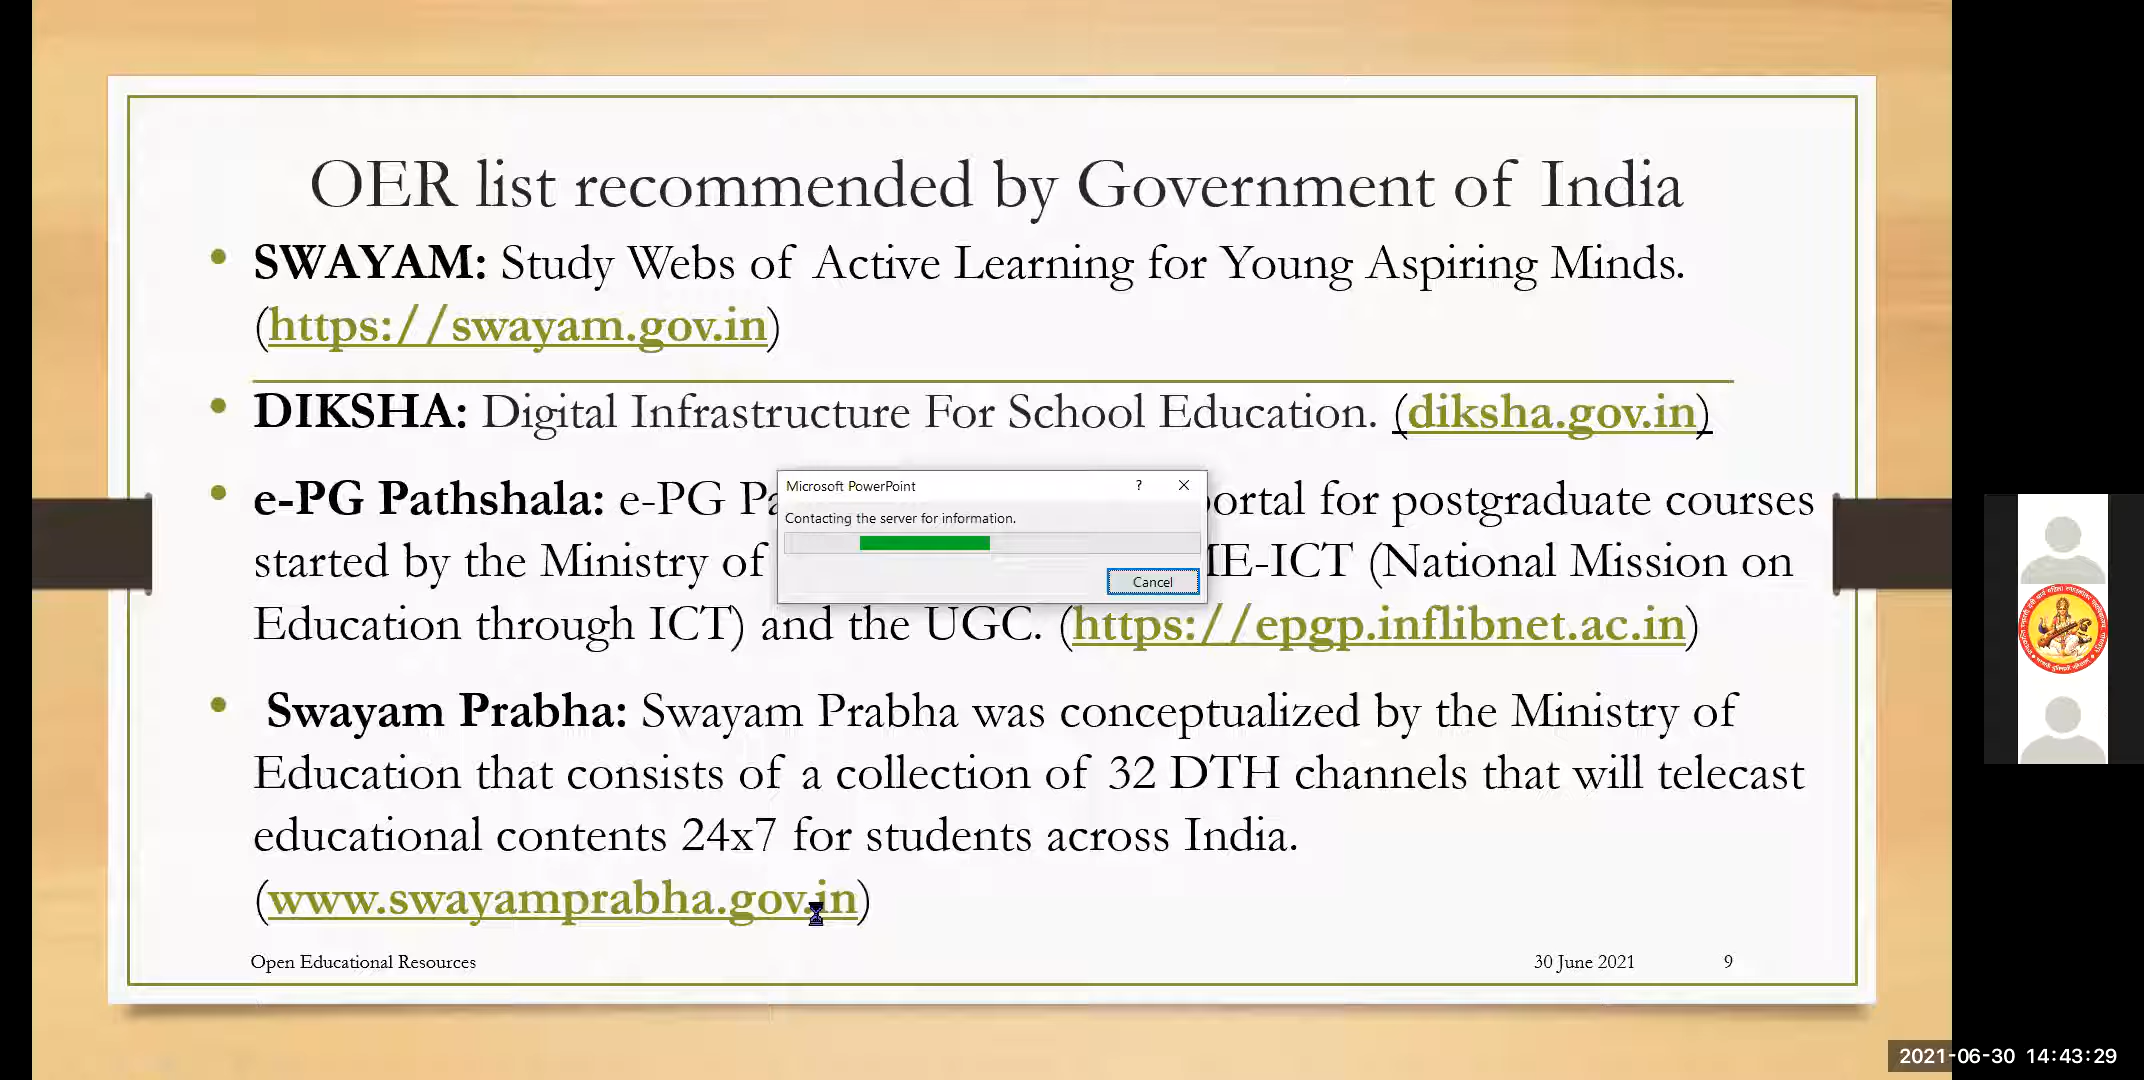 OER list recommended by Government of India
• SWAYAM: Study Webs of Active Learning for Young Aspiring Minds.
(https://swayam.gov.in)
• DIKSHA: Digital Infrastructure For School Education. (diksha.gov.in)
• e-PG Pathshala: e-PG Pa ortal for postgraduate courses
started by the Ministry of ME-ICT (National Mission on
Education through ICT) and the UGC. (https://epgp.inflibnet.ac.in)
• Swayam Prabha: Swayam Prabha was conceptualized by the Ministry of
Education that consists of a collection of 32 DTH channels that will telecast
educational contents 24x7 for students across India.
(www.swayamprabha.gov.in)
Microsoft PowerPoint ?
Contacting the server for information.
Cancel
Open Educational Resources 30 June 2021 9
2021-06-30 14:43:29